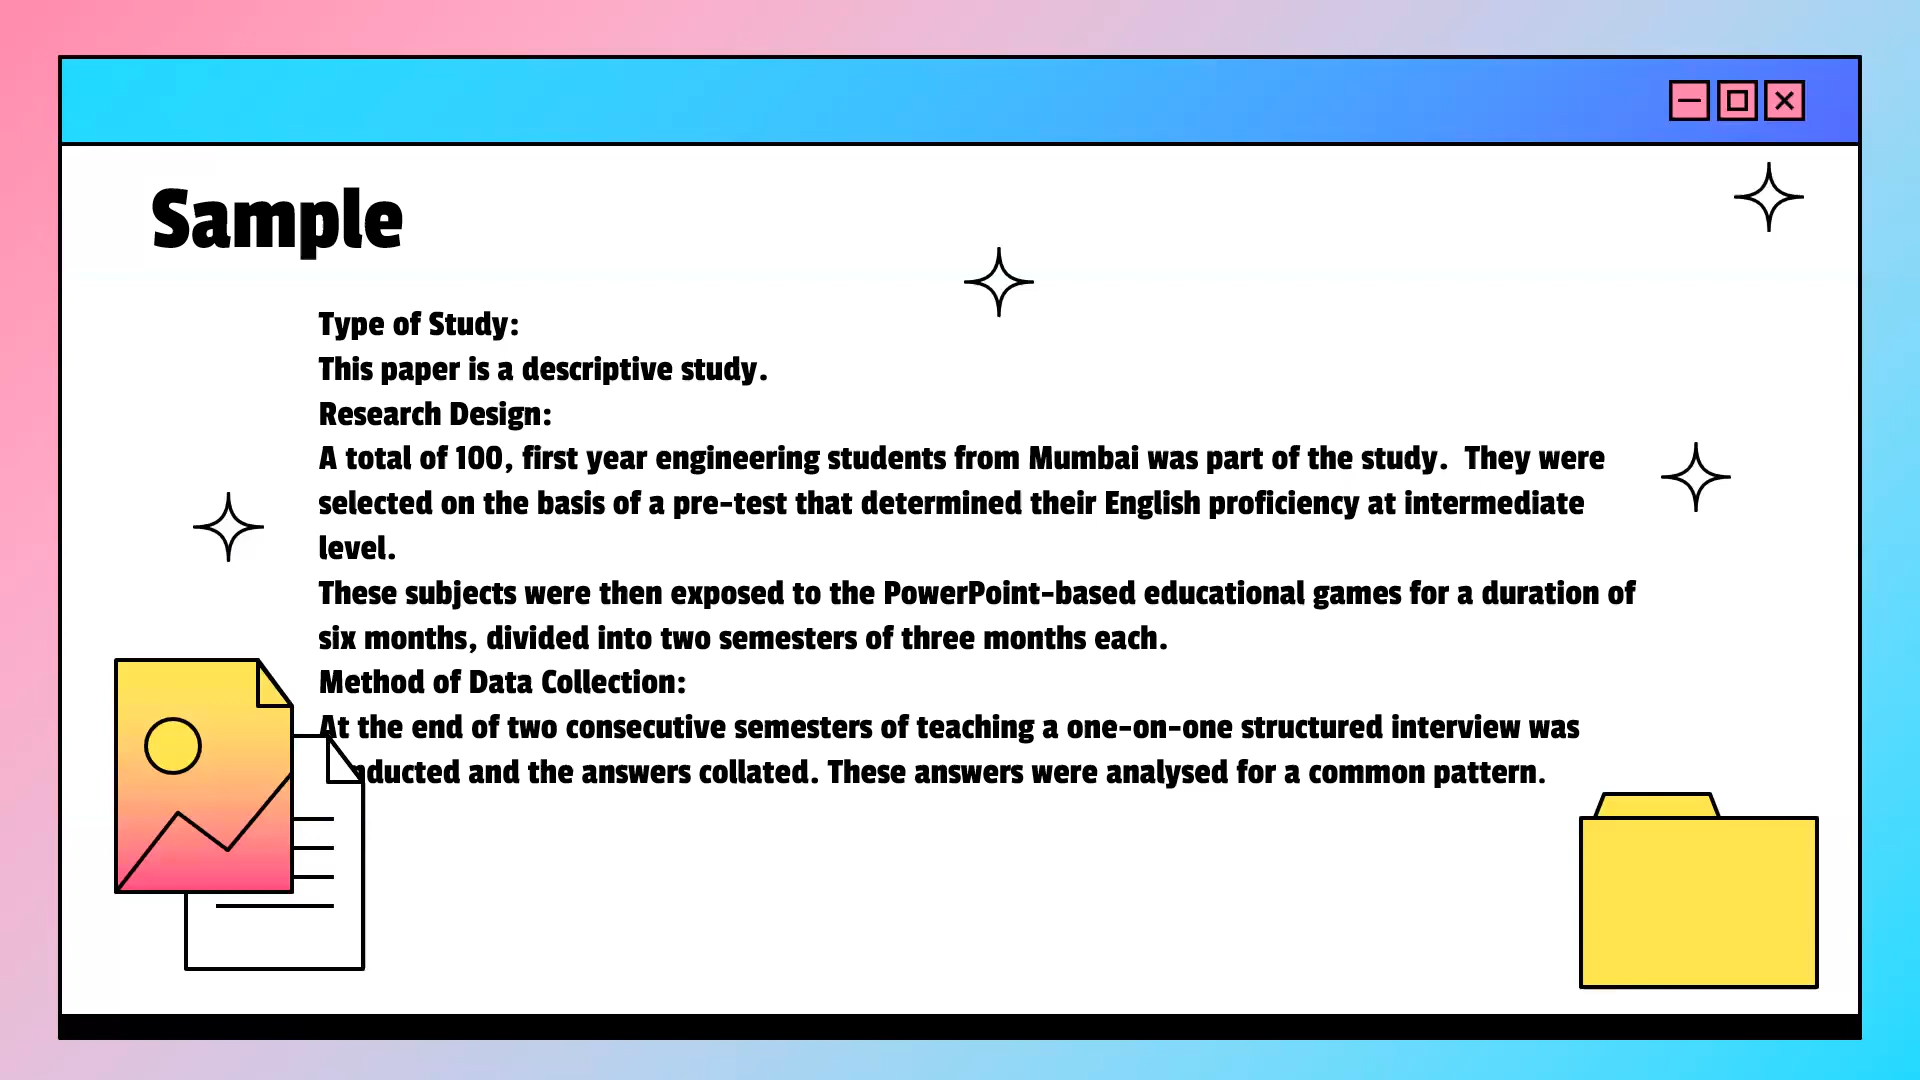 Sample
Type of Study:
This paper is a descriptive study.
Research Design:
A total of 100, first year engineering students from Mumbai was part of the study.  They were
selected on the basis of a pre-test that determined their English proficiency at intermediate
level.
These subjects were then exposed to the PowerPoint-based educational games for a duration of
six months, divided into two semesters of three months each.
Method of Data Collection:
At the end of two consecutive semesters of teaching a one-on-one structured interview was
and the answers collated. These answers were analysed for a common pattern.